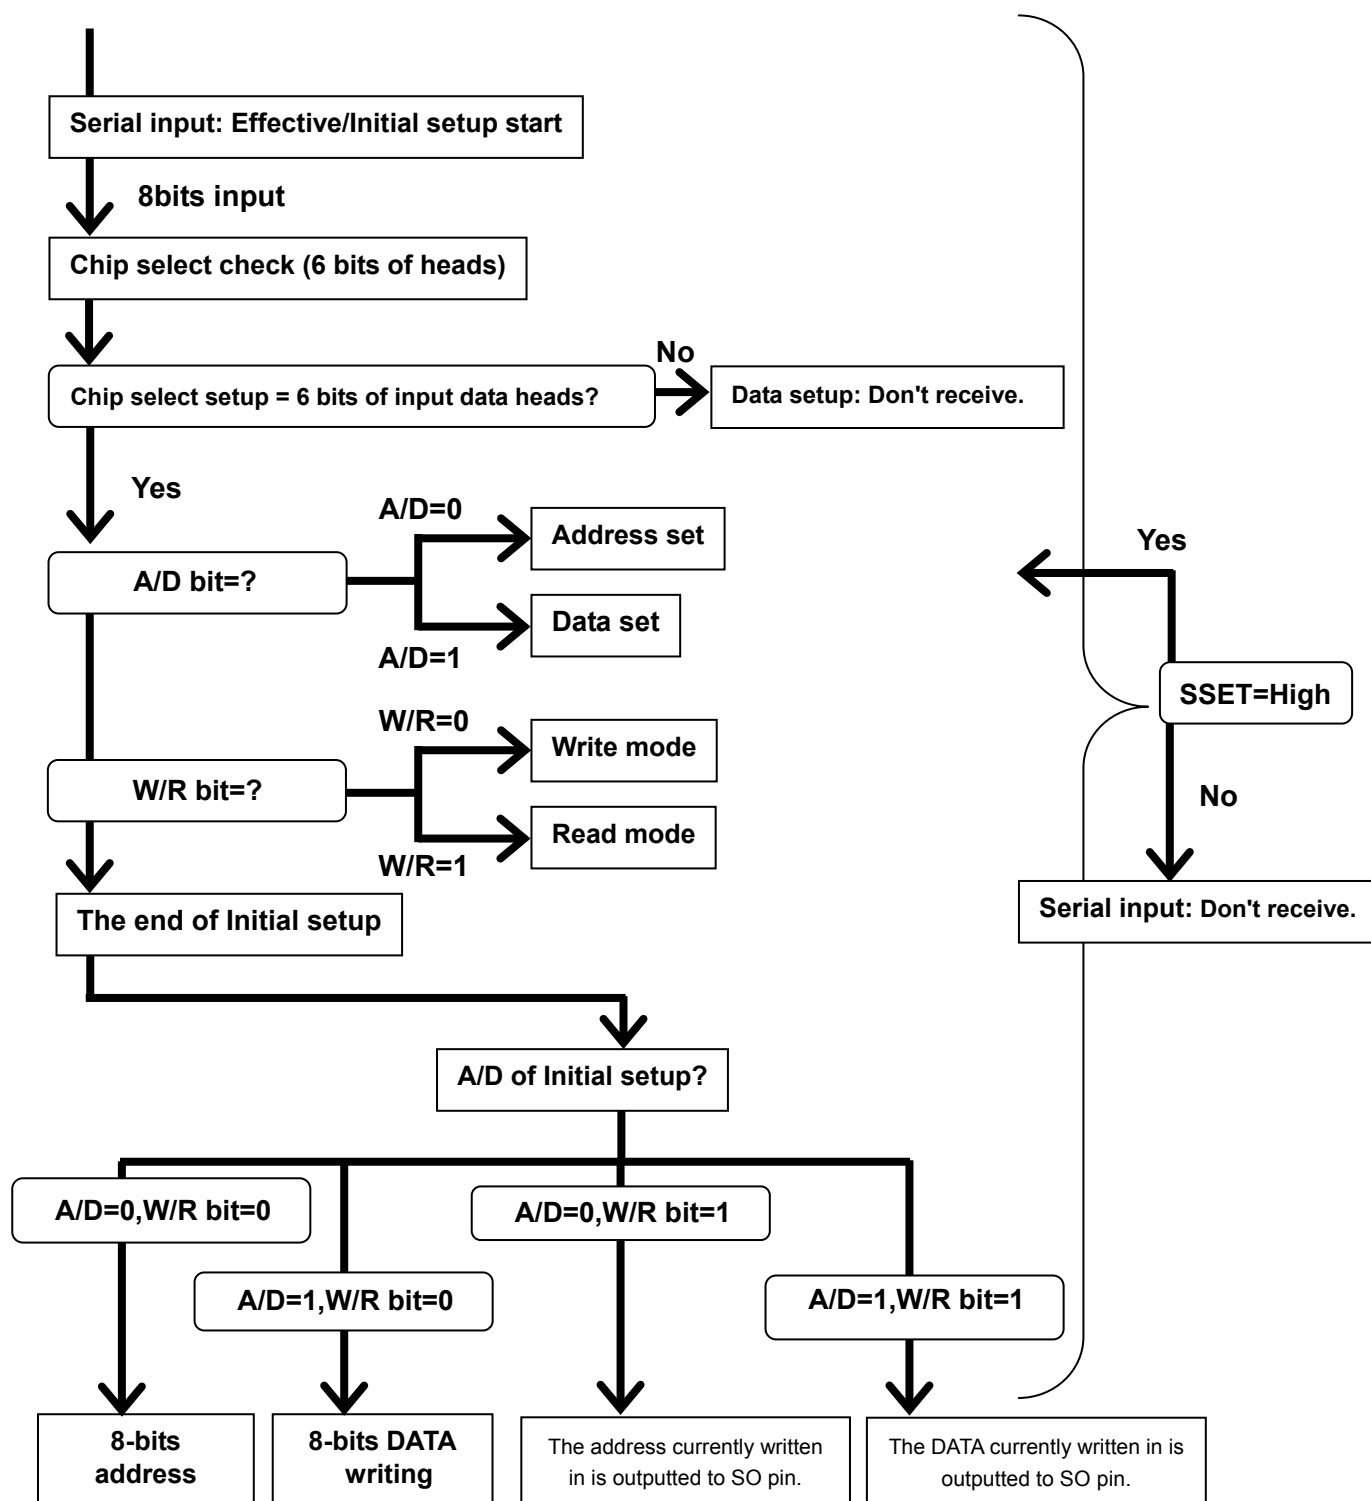 Serial input: Effective/Initial setup start
8bits input
Chip select check (6 bits of heads)
No
Chip select setup = 6 bits of input data heads?
Data setup: Don't receive.
Yes
A/D=0
Address set
A/D bit=?
Data set
A/D=1
Yes
SSET=High
W/R=0
Write mode
W/R bit=?
No
Read mode
W/R=1
The end of Initial setup
Serial input: Don't receive.
A/D of Initial setup?
A/D=0,W/R bit=0
A/D=0,W/R bit=1
A/D=1,W/R bit=0
A/D=1,W/R bit=1
8-bits
address
8-bits DATA
writing
The address currently written
in is outputted to SO pin.
The DATA currently written in is
outputted to SO pin.